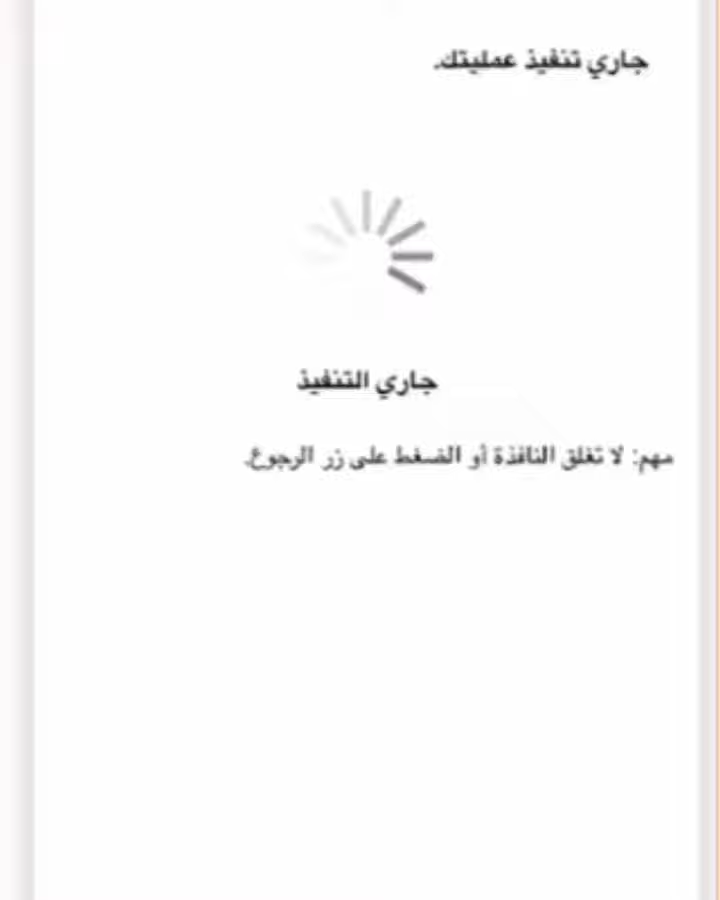 جاري تنفيذ عمليتك.
جاري التنفيذ
مهم: لا تغلق النافذة أو الضغط على زر الرجوع.